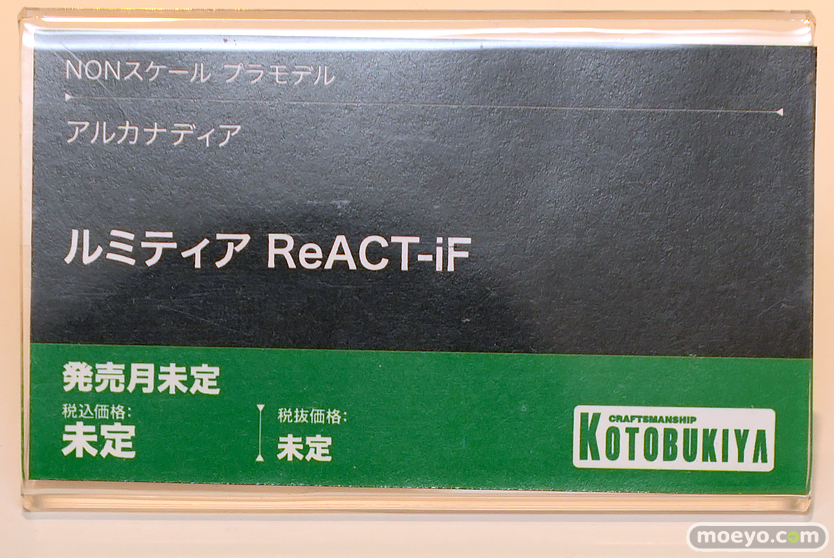 NONスケール プラモデル
アルカナディア
ルミティア ReACT-iF
発売月未定
税込価格:
未定
税抜価格:
未定
CRAFTSMANSHIP
KOTOBUKIYA
moeyo.com